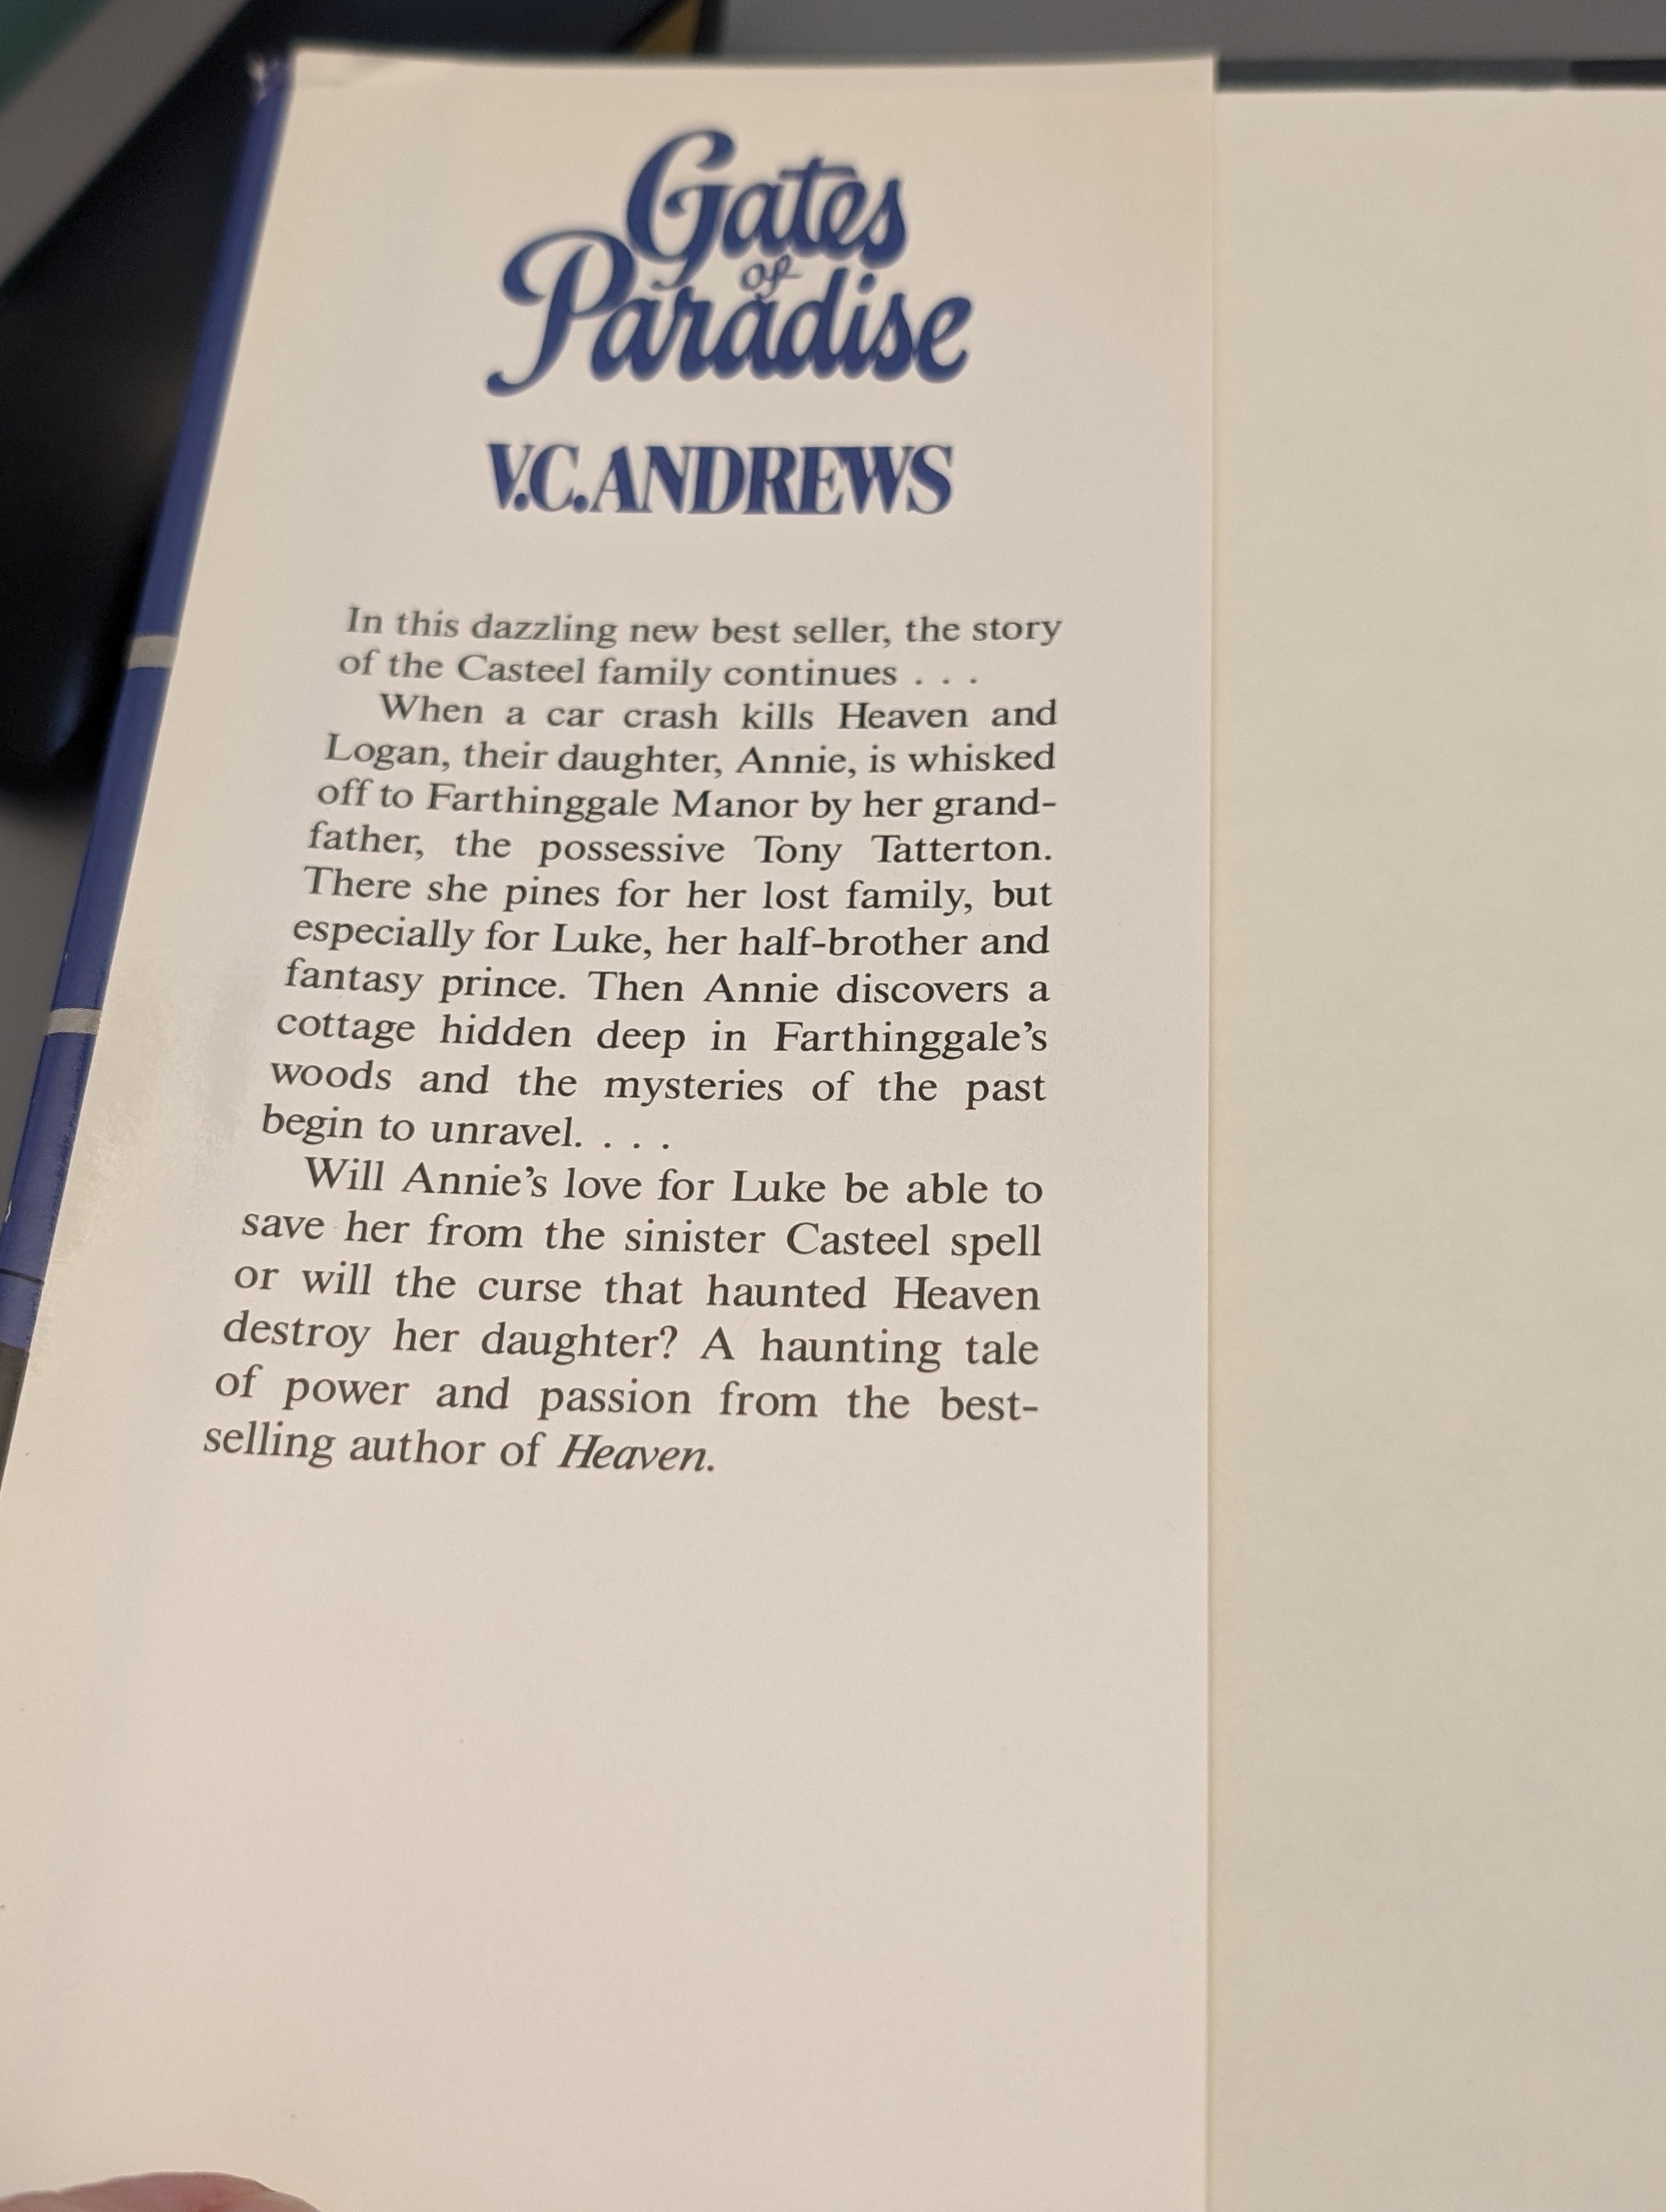 Gates
of
Paradise
V.C. ANDREWS
In this dazzling new best seller, the story
of the Casteel family continues . . .
When a car crash kills Heaven and
Logan, their daughter, Annie, is whisked
off to Farthinggale Manor by her grand-
father, the possessive Tony Tatterton.
There she pines for her lost family, but
especially for Luke, her half-brother and
fantasy prince. Then Annie discovers a
cottage hidden deep in Farthinggale’s
woods and the mysteries of the past
begin to unravel. . . .
Will Annie’s love for Luke be able to
save her from the sinister Casteel spell
or will the curse that haunted Heaven
destroy her daughter? A haunting tale
of power and passion from the best-
selling author of Heaven.